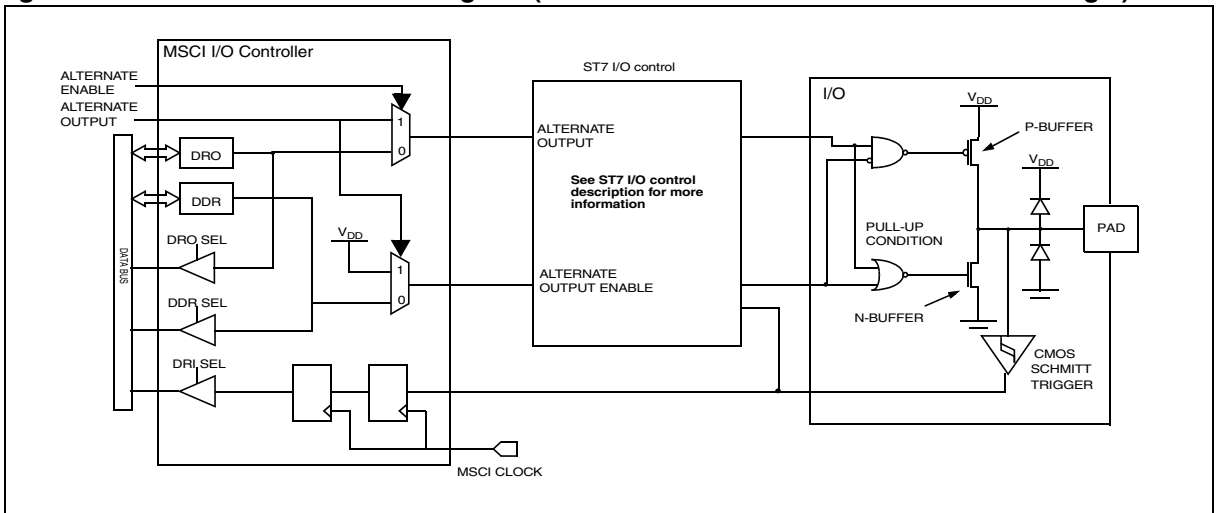 MSCI I/O Controller
ALTERNATE
ENABLE
ALTERNATE
OUTPUT
1
0
DRO
DDR
DRO SEL
DDR SEL
DRI SEL
DATA BUS
VDD
1
0
MSCI CLOCK
ST7 I/O control
ALTERNATE
OUTPUT
See ST7 I/O control
description for more
information
ALTERNATE
OUTPUT ENABLE
I/O
VDD
P-BUFFER
VDD
PULL-UP
CONDITION
PAD
N-BUFFER
CMOS
SCHMITT
TRIGGER